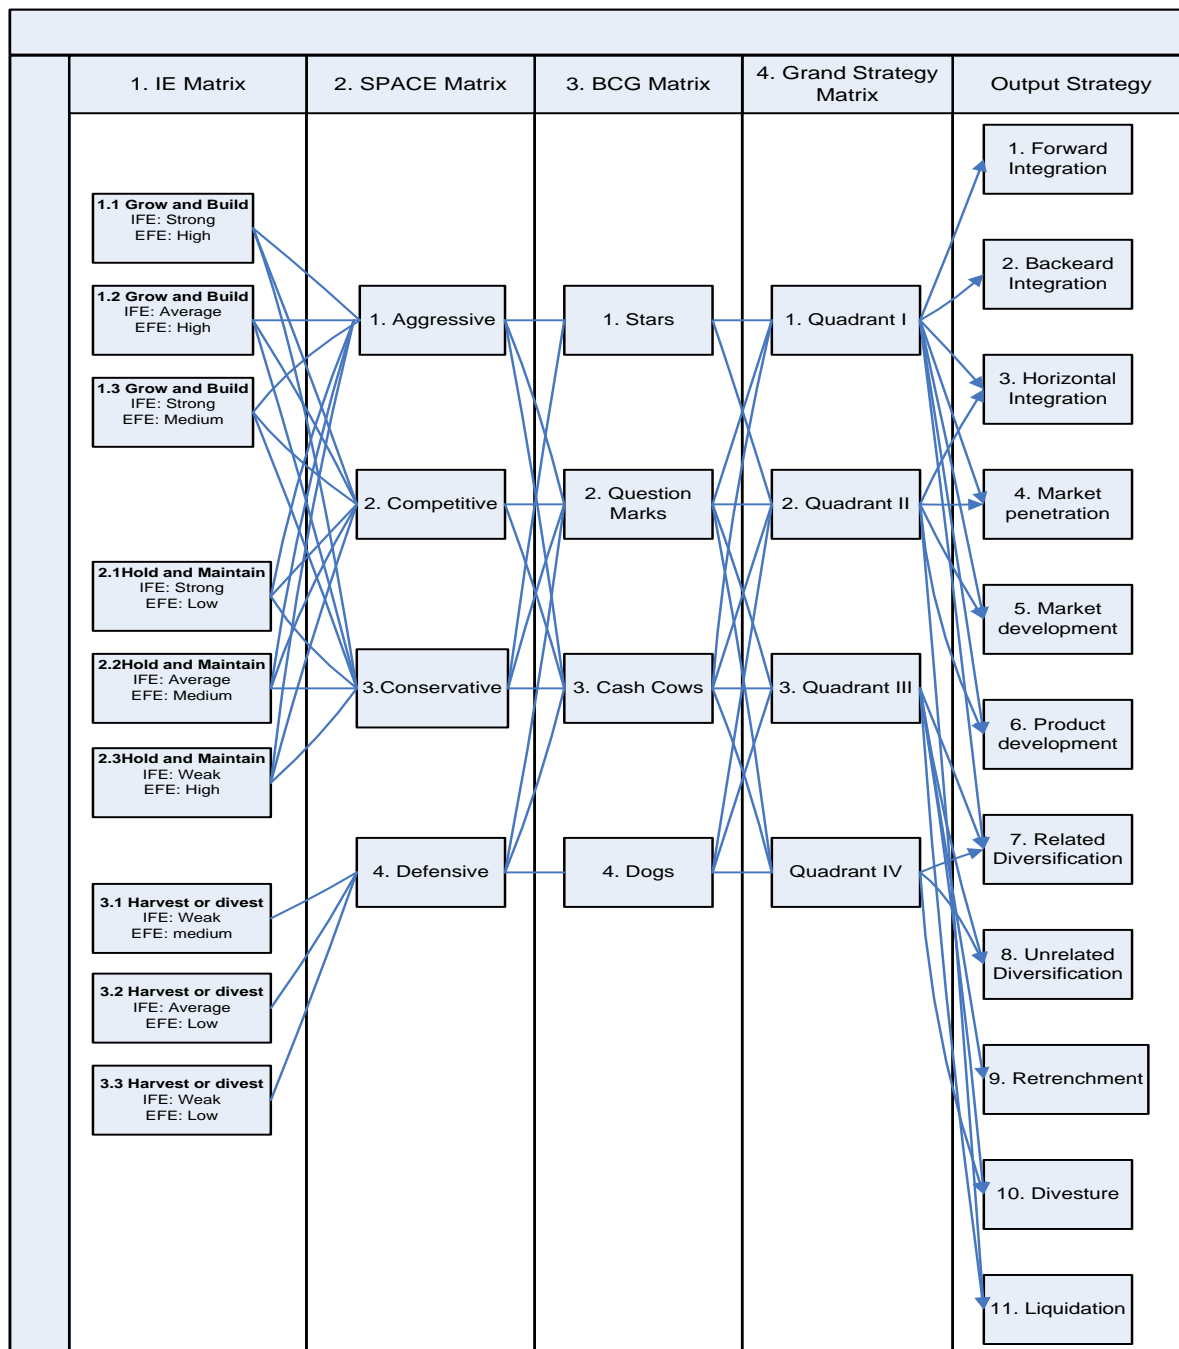 1. IE Matrix
2. SPACE Matrix
3. BCG Matrix
4. Grand Strategy
Matrix
Output Strategy
1.1 Grow and Build
IFE: Strong
EFE: High
1.2 Grow and Build
IFE: Average
EFE: High
1.3 Grow and Build
IFE: Strong
EFE: Medium
2.1Hold and Maintain
IFE: Strong
EFE: Low
2.2Hold and Maintain
IFE: Average
EFE: Medium
2.3Hold and Maintain
IFE: Weak
EFE: High
3.1 Harvest or divest
IFE: Weak
EFE: medium
3.2 Harvest or divest
IFE: Average
EFE: Low
3.3 Harvest or divest
IFE: Weak
EFE: Low
1. Aggressive
2. Competitive
3.Conservative
4. Defensive
1. Stars
2. Question
Marks
3. Cash Cows
4. Dogs
1. Quadrant I
2. Quadrant II
3. Quadrant III
Quadrant IV
1. Forward
Integration
2. Backeard
Integration
3. Horizontal
Integration
4. Market
penetration
5. Market
development
6. Product
development
7. Related
Diversification
8. Unrelated
Diversification
9. Retrenchment
10. Divesture
11. Liquidation